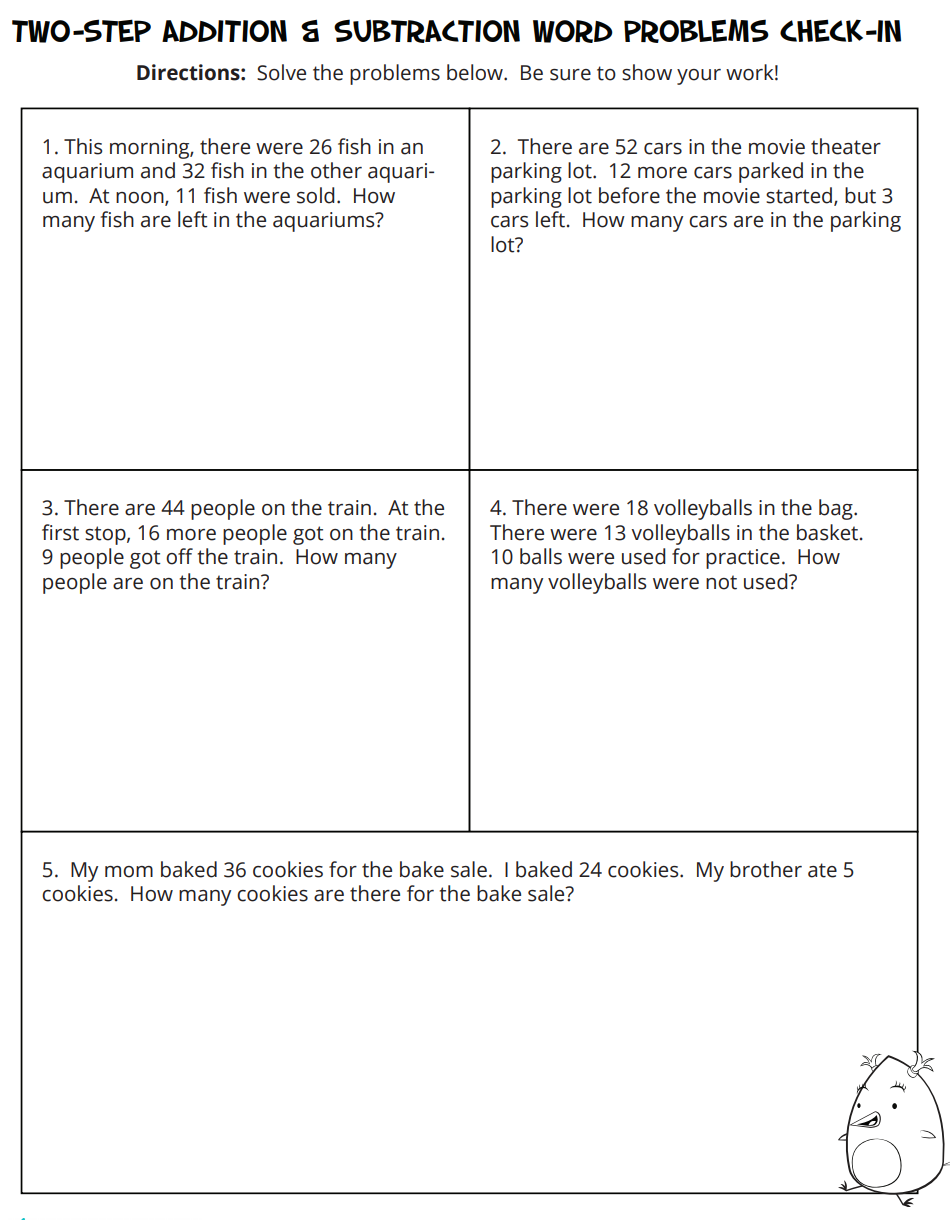 TWO-STEP ADDITION & SUBTRACTION WORD PROBLEMS CHECK-IN
Directions: Solve the problems below. Be sure to show your work!
1. This morning, there were 26 fish in an
aquarium and 32 fish in the other aquari-
um. At noon, 11 fish were sold. How
many fish are left in the aquariums?
2. There are 52 cars in the movie theater
parking lot. 12 more cars parked in the
parking lot before the movie started, but 3
cars left. How many cars are in the parking
lot?
3. There are 44 people on the train. At the
first stop, 16 more people got on the train.
9 people got off the train. How many
people are on the train?
4. There were 18 volleyballs in the bag.
There were 13 volleyballs in the basket.
10 balls were used for practice. How
many volleyballs were not used?
5. My mom baked 36 cookies for the bake sale. I baked 24 cookies. My brother ate 5
cookies. How many cookies are there for the bake sale?